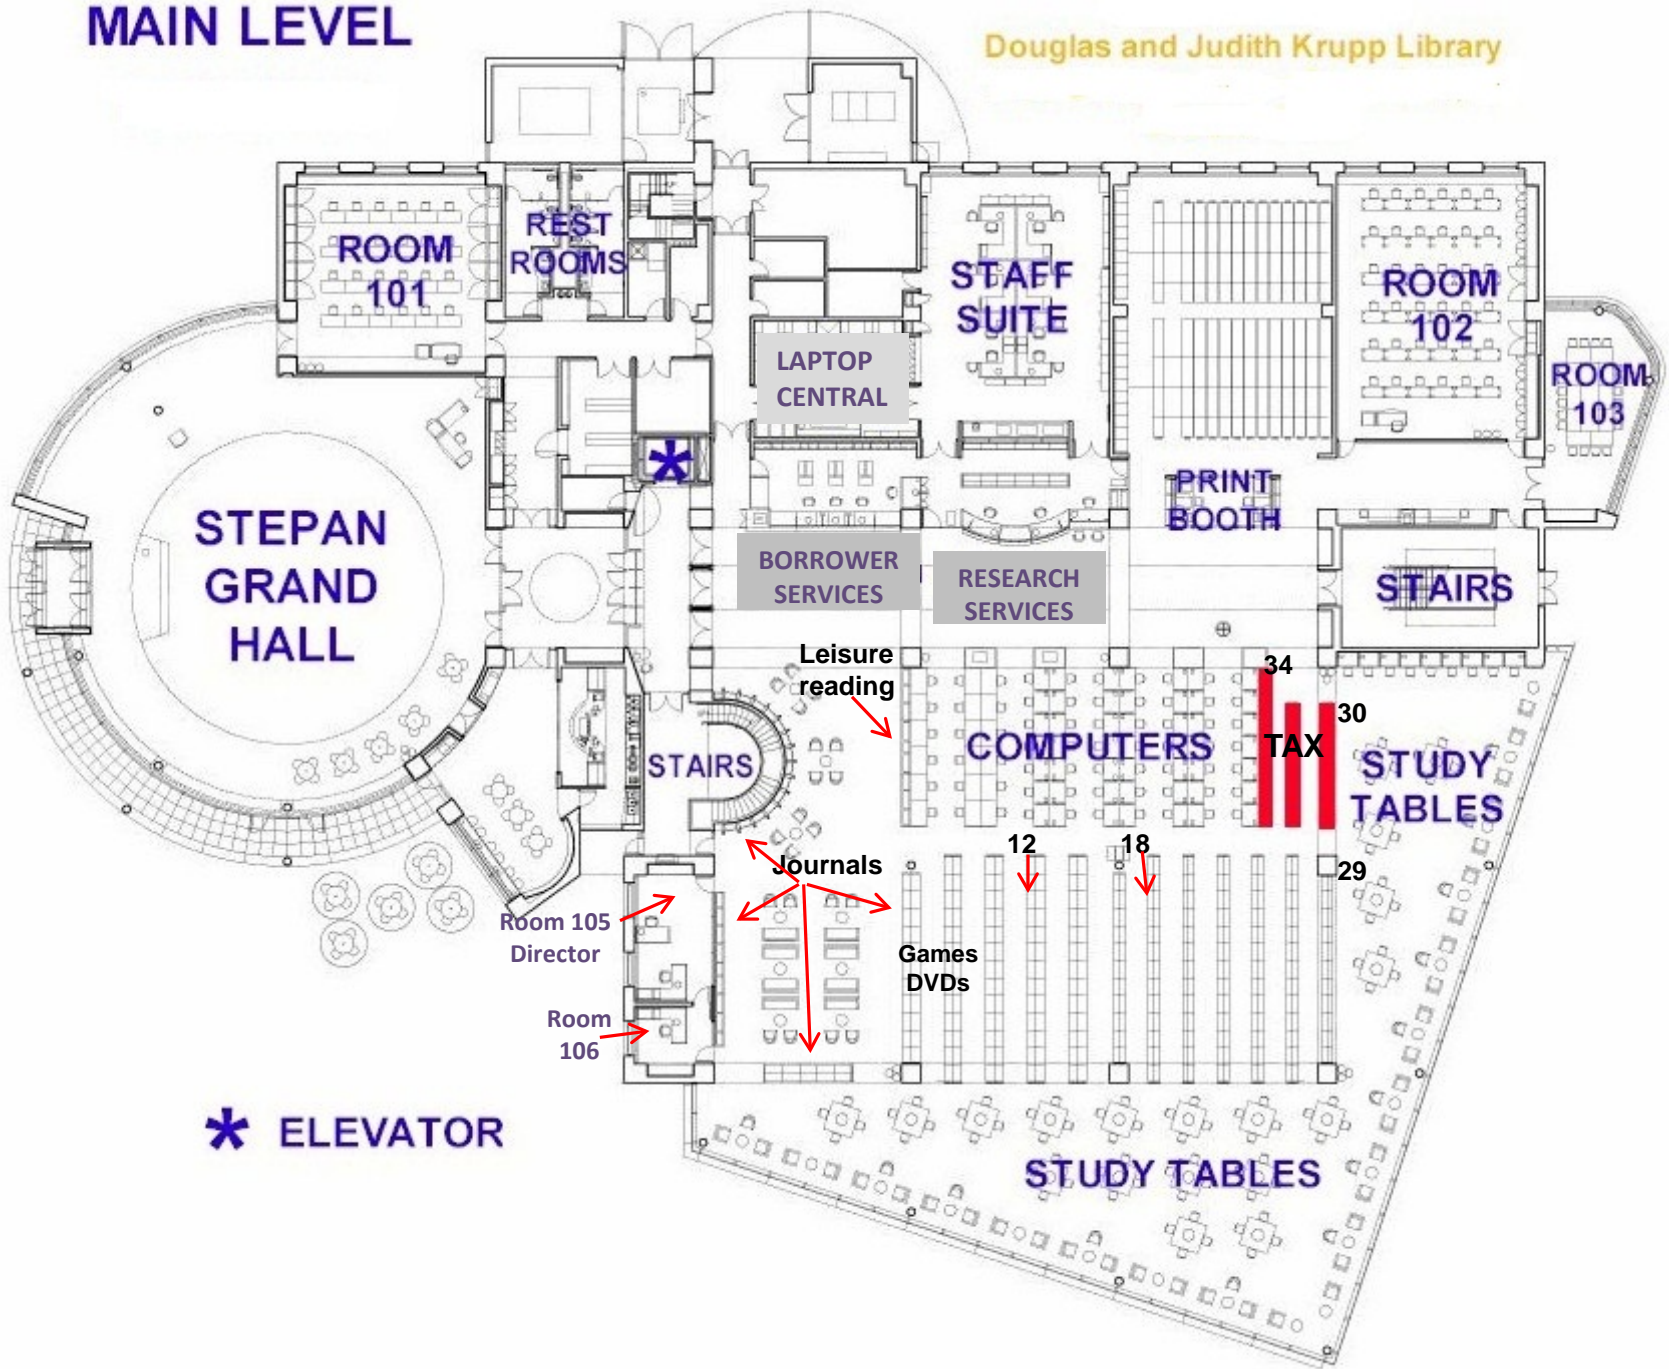 MAIN LEVEL
Douglas and Judith Krupp Library
ROOM
101
REST
ROOMS
STAFF
SUITE
ROOM
102
ROOM
103
LAPTOP
CENTRAL
*
PRINT
BOOTH
STEPAN
GRAND
HALL
BORROWER
SERVICES
RESEARCH
SERVICES
STAIRS
Leisure
reading
34
30
COMPUTERS
TAX
STUDY
TABLES
STAIRS
12
18
29
Journals
Room 105
Director
Games
DVDs
Room
106
* ELEVATOR
STUDY TABLES